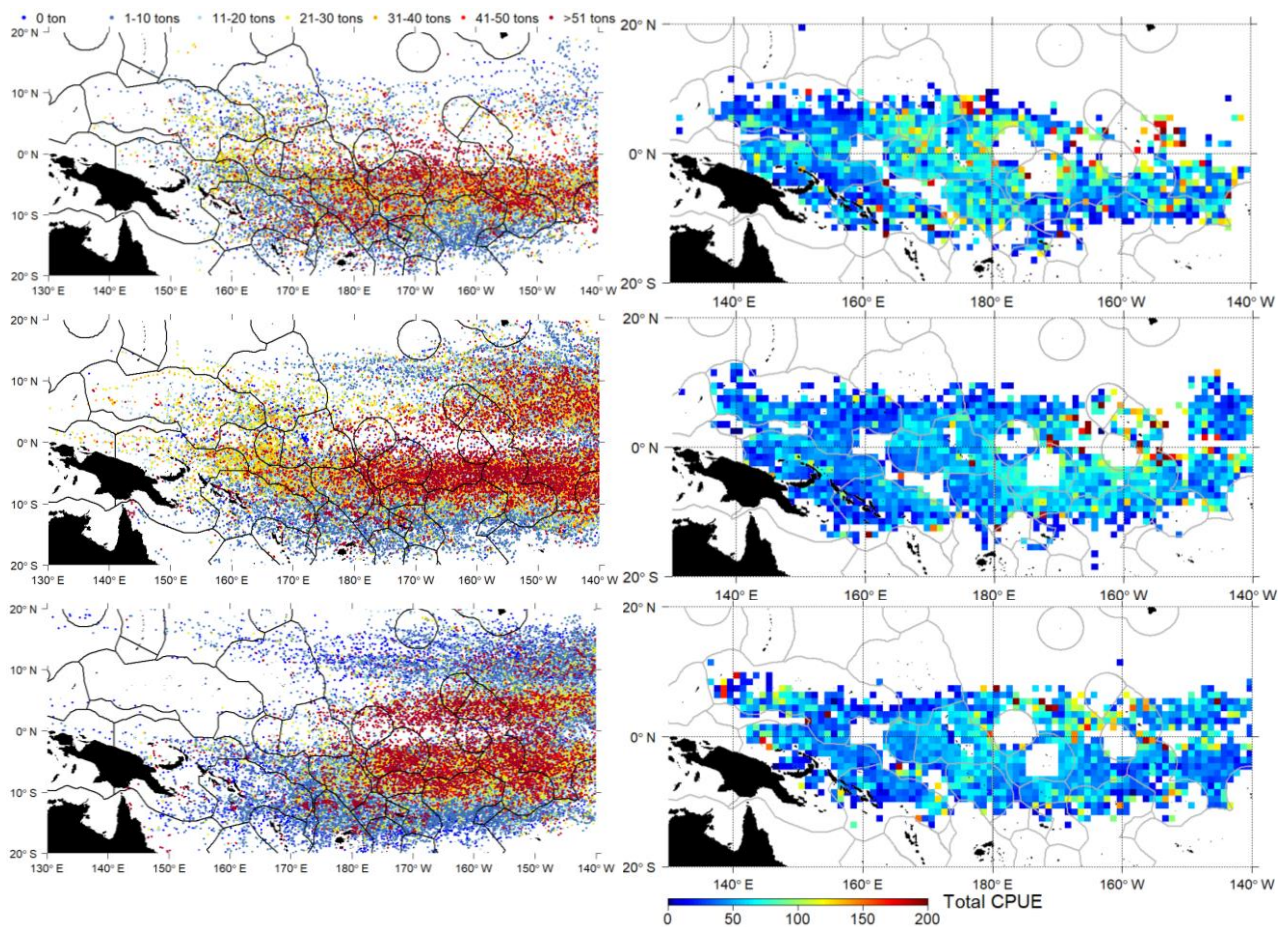 0 ton 1-10 tons 11-20 tons 21-30 tons 31-40 tons 41-50 tons >51 tons
20° N
10° N
0° N
10° S
20° S
130° E 140° E 150° E 160° E 170° E 180° E 170° W 160° W 150° W 140° W
20° N
0° N
20° S
140° E 160° E 180° E 160° W 140° W
20° N
10° N
0° N
10° S
20° S
130° E 140° E 150° E 160° E 170° E 180° E 170° W 160° W 150° W 140° W
20° N
0° N
20° S
140° E 160° E 180° E 160° W 140° W
20° N
10° N
0° N
10° S
20° S
130° E 140° E 150° E 160° E 170° E 180° E 170° W 160° W 150° W 140° W
20° N
0° N
20° S
140° E 160° E 180° E 160° W 140° W
Total CPUE
0 50 100 150 200